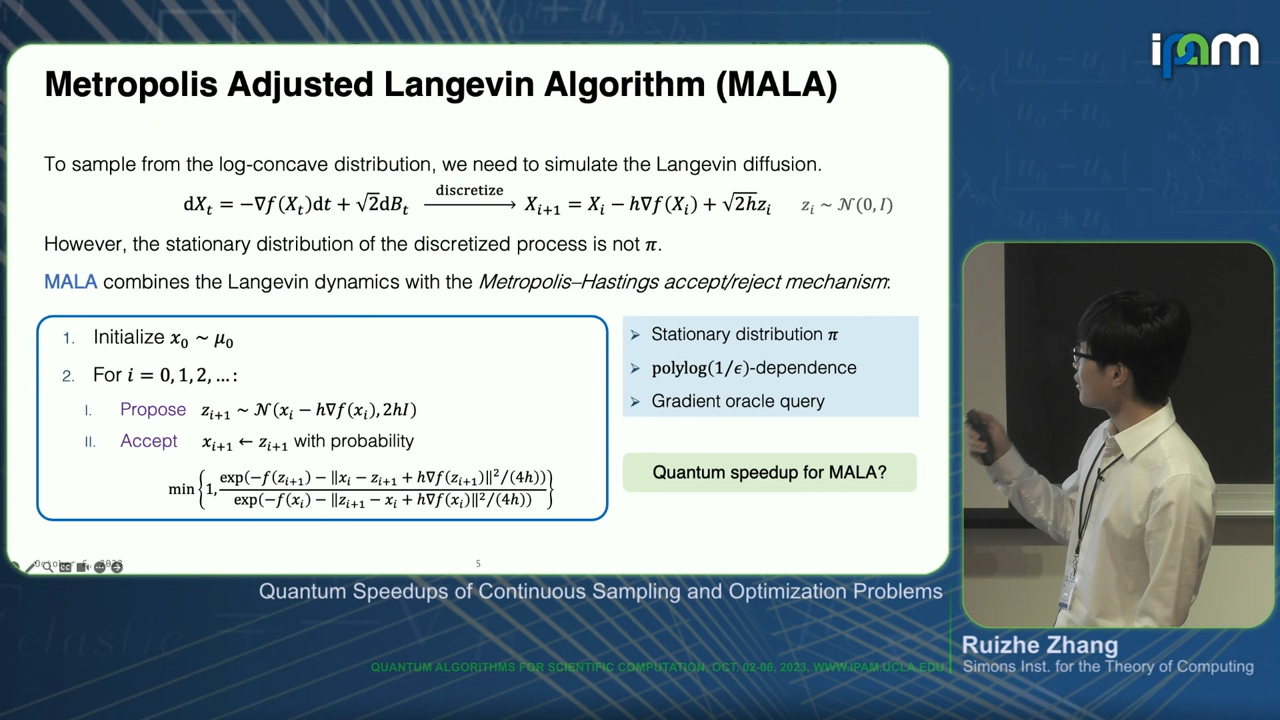 ipam
Metropolis Adjusted Langevin Algorithm (MALA)
To sample from the log-concave distribution, we need to simulate the Langevin diffusion.
dX_t = −∇f(X_t)dt + √2dB_t discretize ⟶ X_{i+1} = X_i − h∇f(X_i) + √2h z_i z_i ~ N(0, I)
However, the stationary distribution of the discretized process is not π.
MALA combines the Langevin dynamics with the Metropolis–Hastings accept/reject mechanism:
1. Initialize x_0 ~ μ_0
2. For i = 0, 1, 2, …:
I. Propose z_{i+1} ~ N(x_i − h∇f(x_i), 2hI)
II. Accept x_{i+1} ← z_{i+1} with probability
min{1, exp(−f(z_{i+1}) − ‖x_i − z_{i+1} + h∇f(z_{i+1})‖²/(4h)) / exp(−f(x_i) − ‖z_{i+1} − x_i + h∇f(x_i)‖²/(4h))}
➢ Stationary distribution π
➢ polylog(1/ϵ)-dependence
➢ Gradient oracle query
Quantum speedup for MALA?
5
Quantum Speedups of Continuous Sampling and Optimization Problems
Ruizhe Zhang
Simons Inst. for the Theory of Computing
QUANTUM ALGORITHMS FOR SCIENTIFIC COMPUTATION, OCT. 02-06, 2023, WWW.IPAM.UCLA.EDU